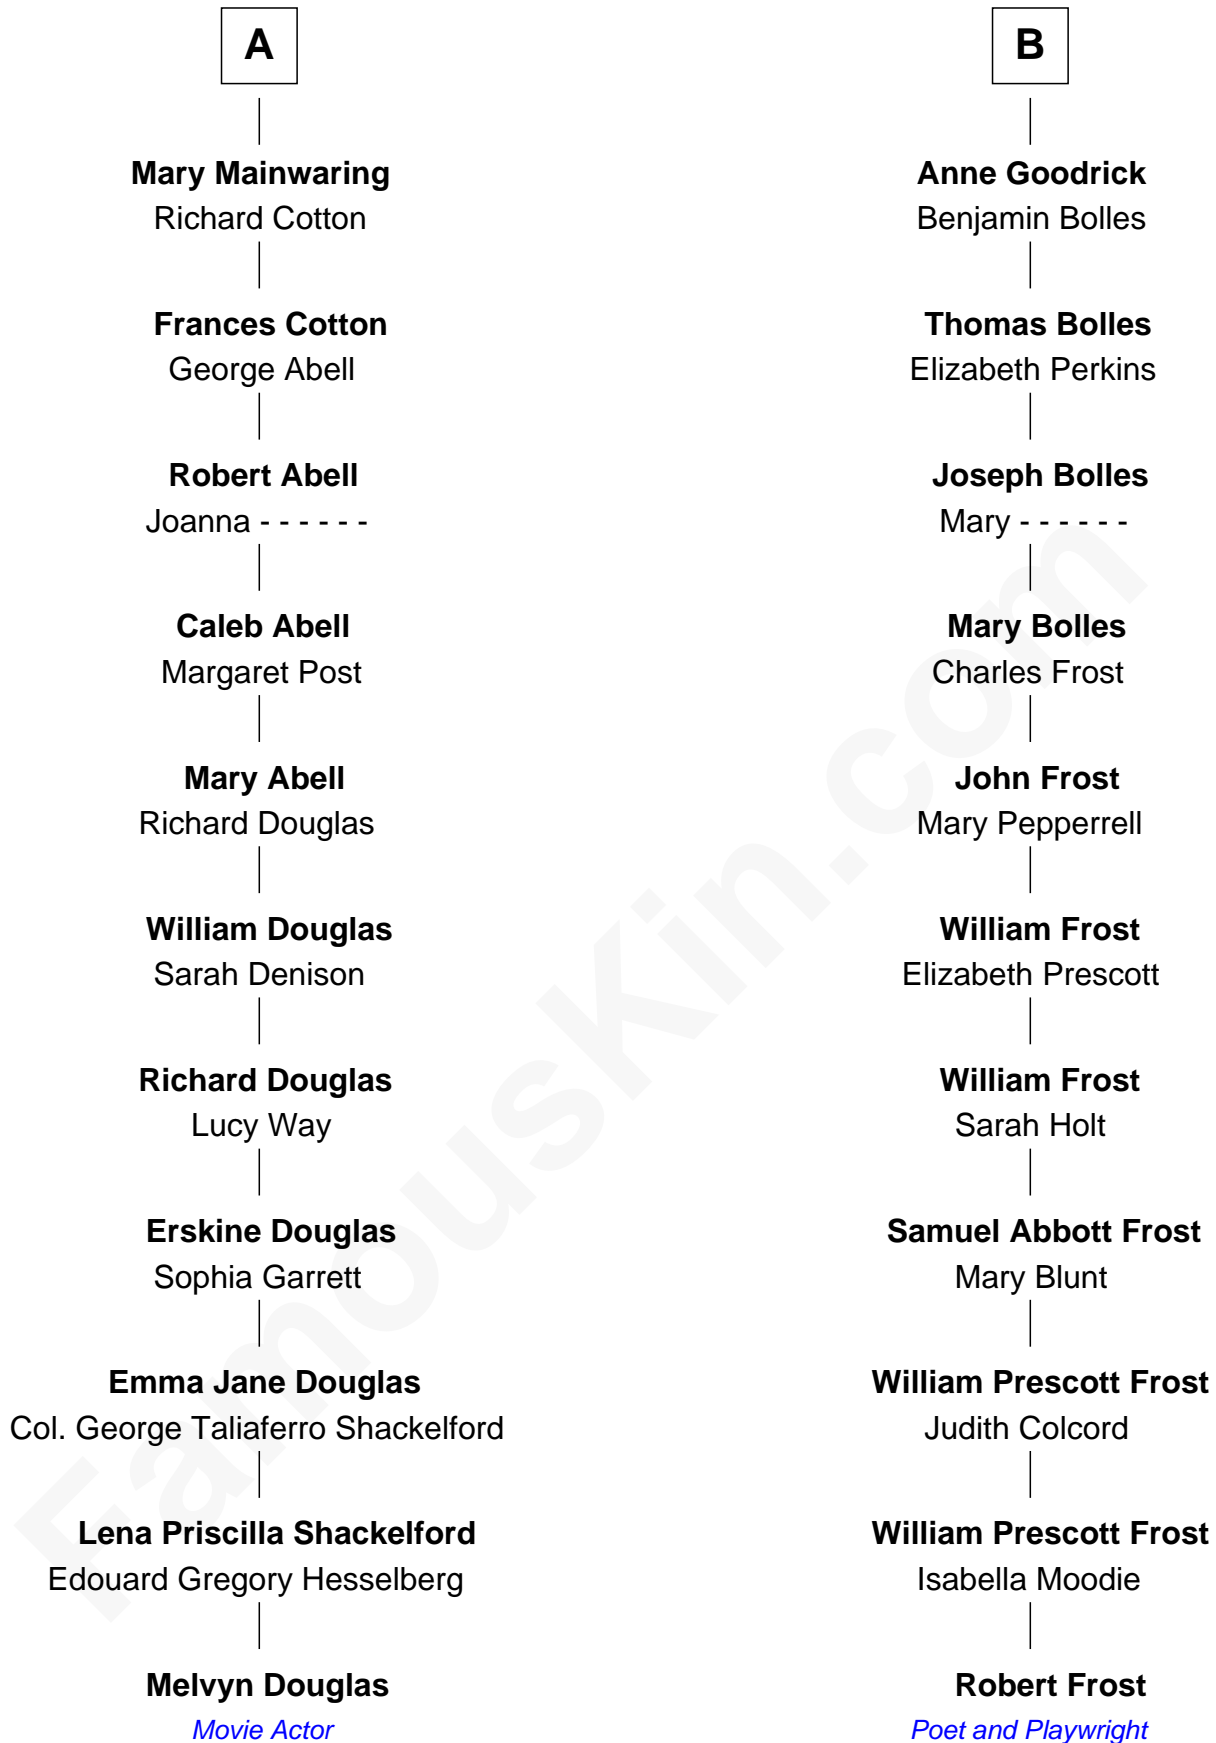 A
Mary Mainwaring
Richard Cotton
Frances Cotton
George Abell
Robert Abell
Joanna - - - - - -
Caleb Abell
Margaret Post
Mary Abell
Richard Douglas
William Douglas
Sarah Denison
Richard Douglas
Lucy Way
Erskine Douglas
Sophia Garrett
Emma Jane Douglas
Col. George Taliaferro Shackelford
Lena Priscilla Shackelford
Edouard Gregory Hesselberg
Melvyn Douglas
Movie Actor
B
Anne Goodrick
Benjamin Bolles
Thomas Bolles
Elizabeth Perkins
Joseph Bolles
Mary - - - - - -
Mary Bolles
Charles Frost
John Frost
Mary Pepperrell
William Frost
Elizabeth Prescott
William Frost
Sarah Holt
Samuel Abbott Frost
Mary Blunt
William Prescott Frost
Judith Colcord
William Prescott Frost
Isabella Moodie
Robert Frost
Poet and Playwright
FamousKin.com